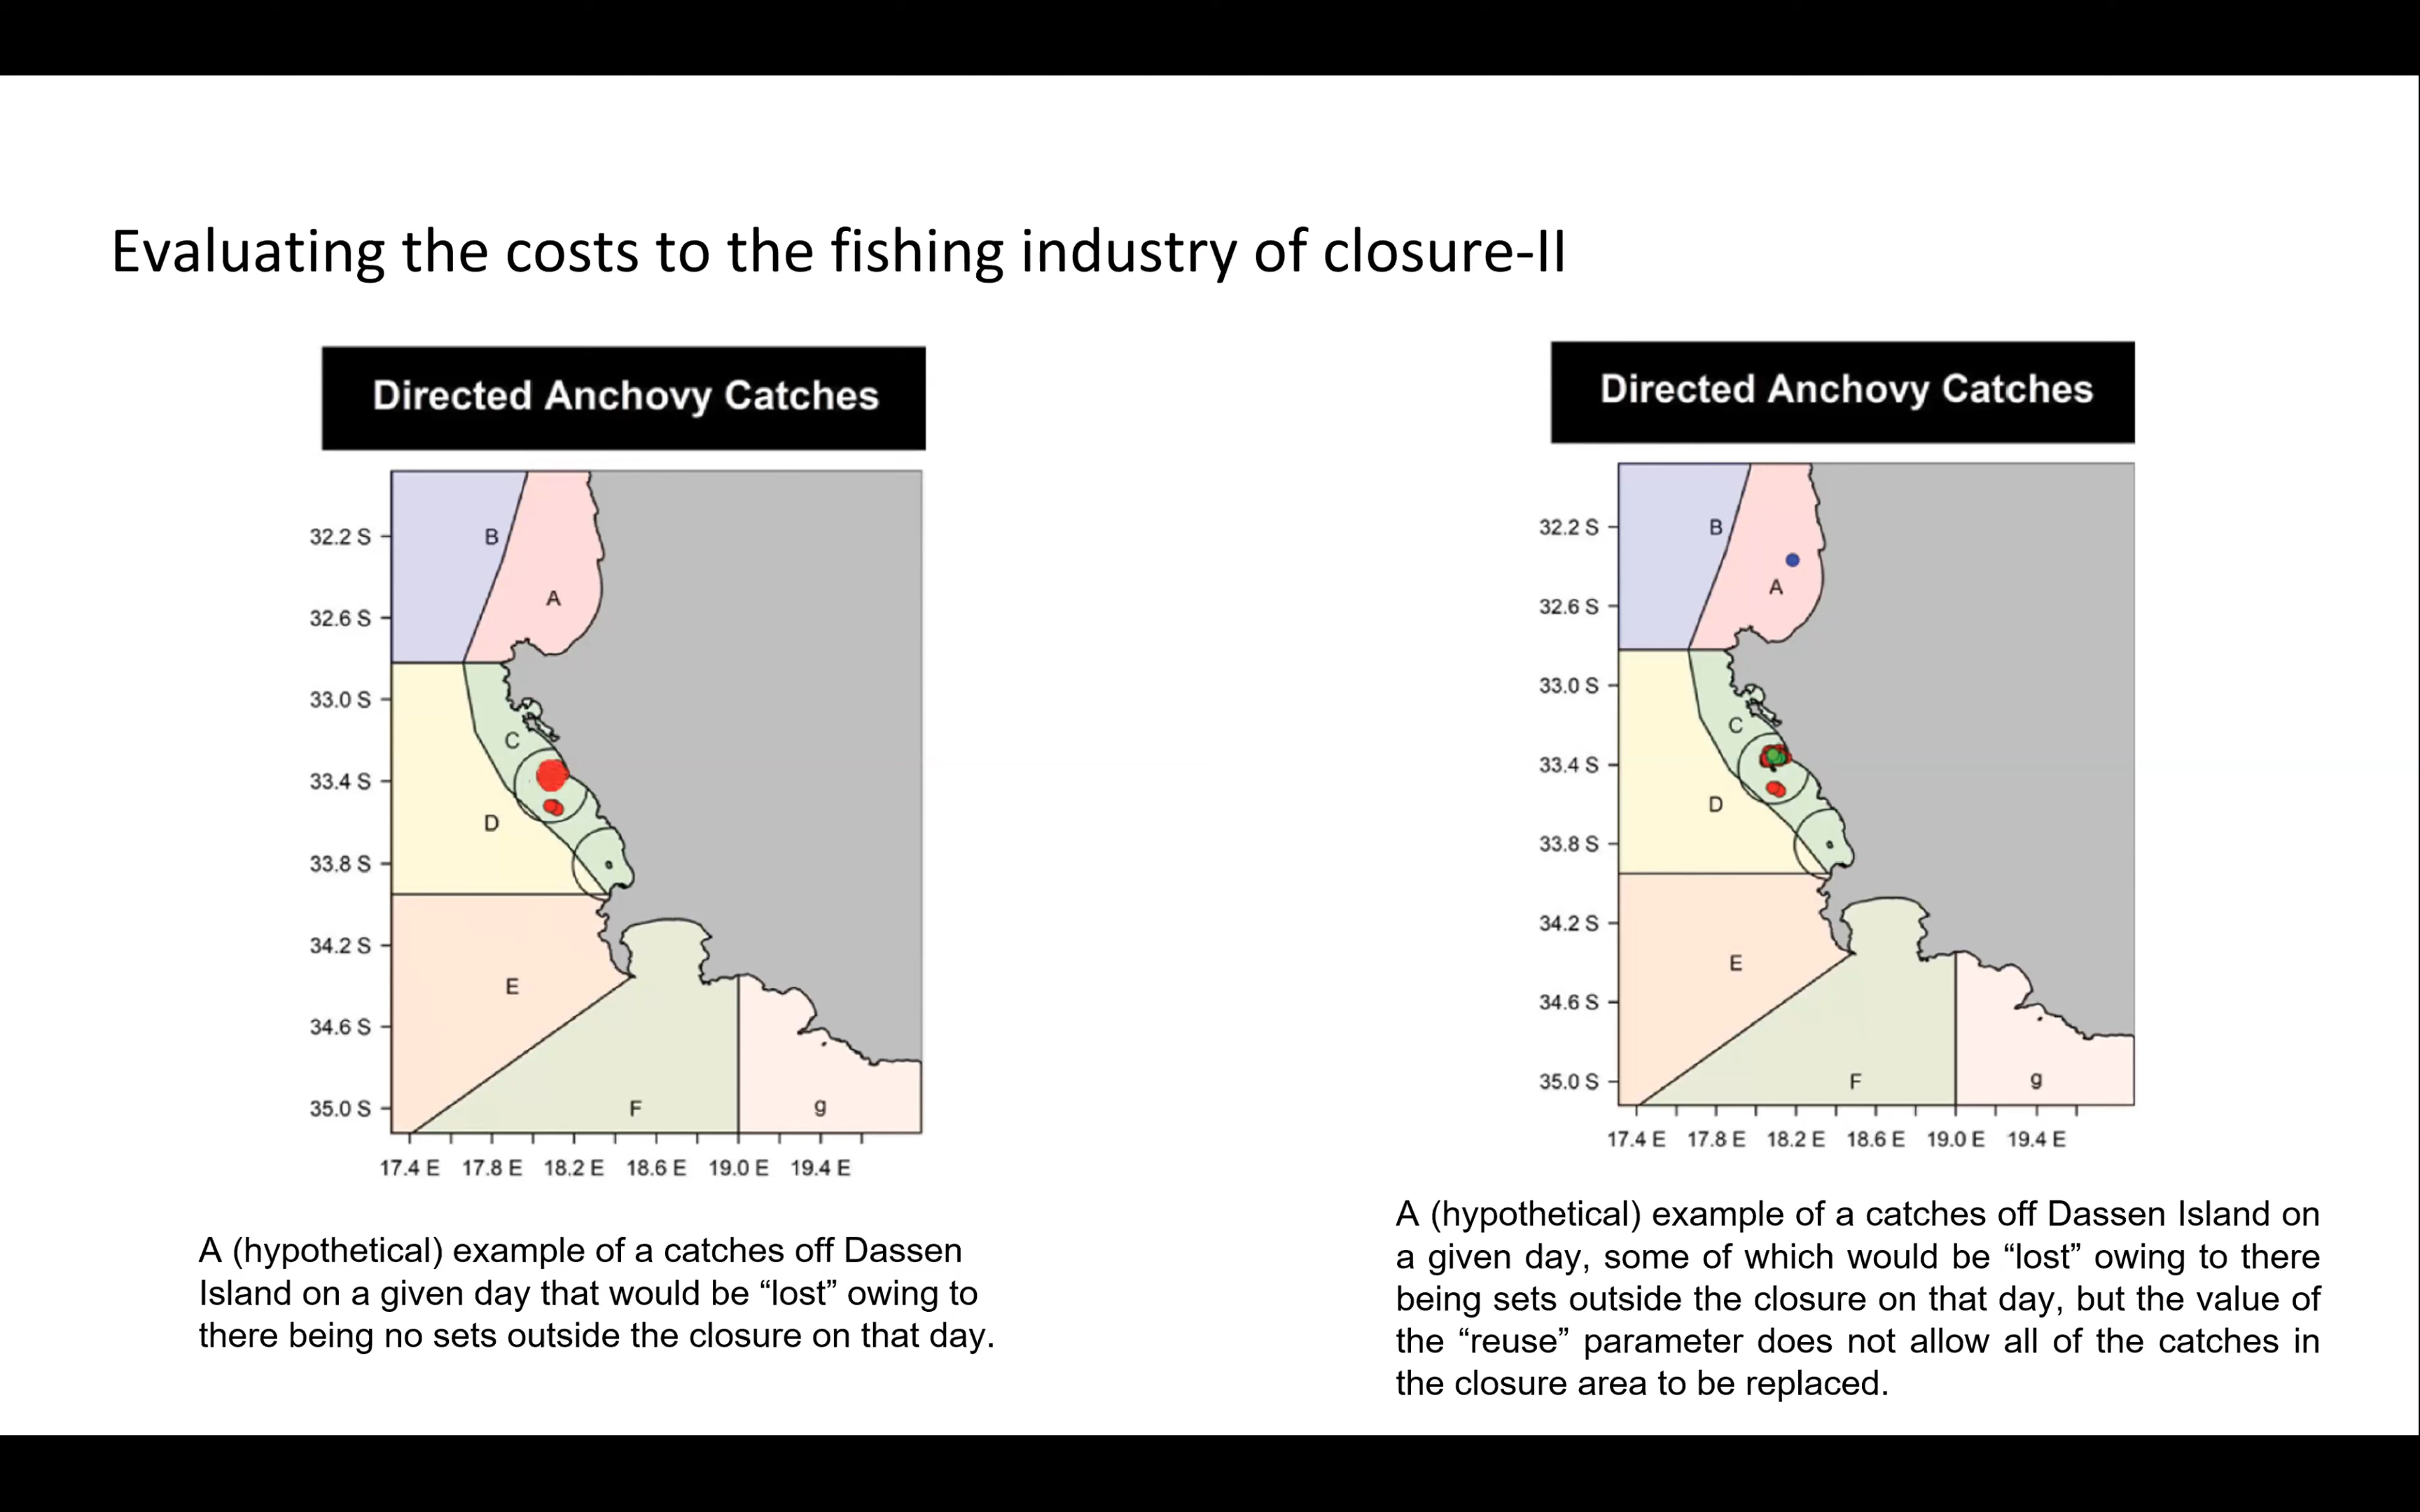 Evaluating the costs to the fishing industry of closure-II
Directed Anchovy Catches
B
32.2 S
A
32.6 S
33.0 S
C
33.4 S
D
33.8 S
34.2 S
E
34.6 S
35.0 S
F
g
17.4 E 17.8 E 18.2 E 18.6 E 19.0 E 19.4 E
A (hypothetical) example of a catches off Dassen
Island on a given day that would be “lost” owing to
there being no sets outside the closure on that day.
Directed Anchovy Catches
32.2 S
B
A
32.6 S
33.0 S
C
33.4 S
D
33.8 S
34.2 S
E
34.6 S
35.0 S
F
g
17.4 E 17.8 E 18.2 E 18.6 E 19.0 E 19.4 E
A (hypothetical) example of a catches off Dassen Island on
a given day, some of which would be “lost” owing to there
being sets outside the closure on that day, but the value of
the “reuse” parameter does not allow all of the catches in
the closure area to be replaced.